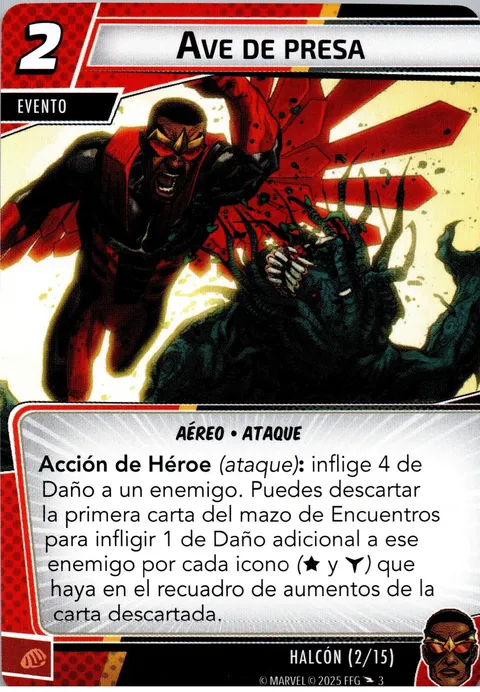 2
AVE DE PRESA
EVENTO
AÉREO • ATAQUE
Acción de Héroe (ataque): inflige 4 de
Daño a un enemigo. Puedes descartar
la primera carta del mazo de Encuentros
para infligir 1 de Daño adicional a ese
enemigo por cada icono (★ y ) que
haya en el recuadro de aumentos de la
carta descartada.
HALCÓN (2/15)
© MARVEL © 2025 FFG 3